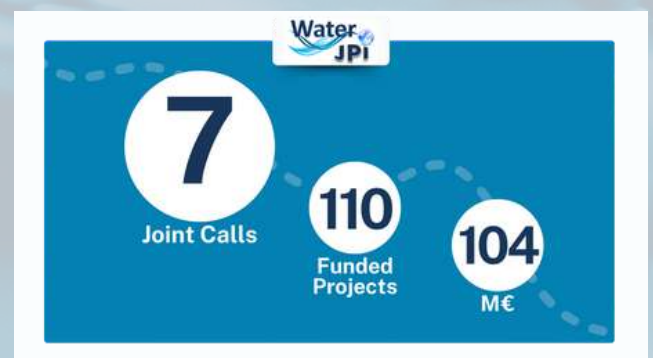 Water
JPI
7
Joint Calls
110
Funded
Projects
104
M€